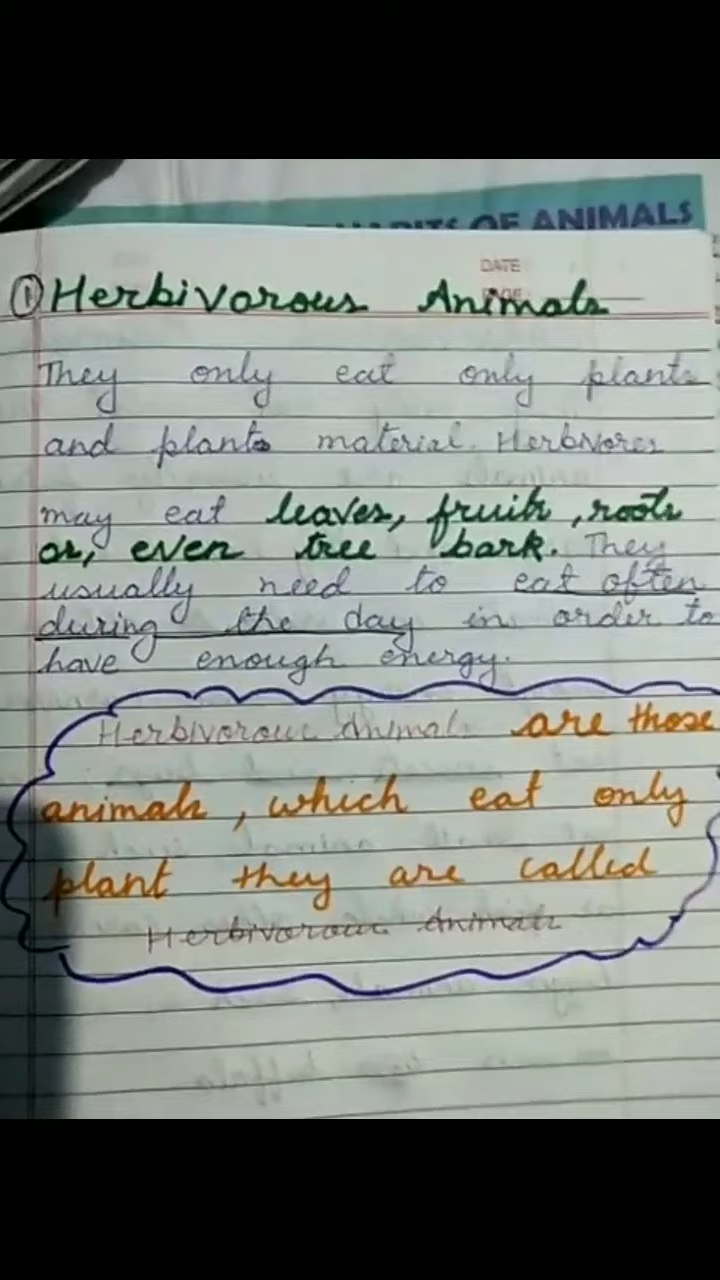 HABITS OF ANIMALS
DATE
① Herbivorous Animals
They only eat only plants
and plants material. Herbivores
may eat leaves, fruits, roots
or, even tree bark. They
usually need to eat often
during the day in order to
have enough energy.
Herbivorous Animals are those
animals, which eat only
plant they are called
Herbivorous Animals